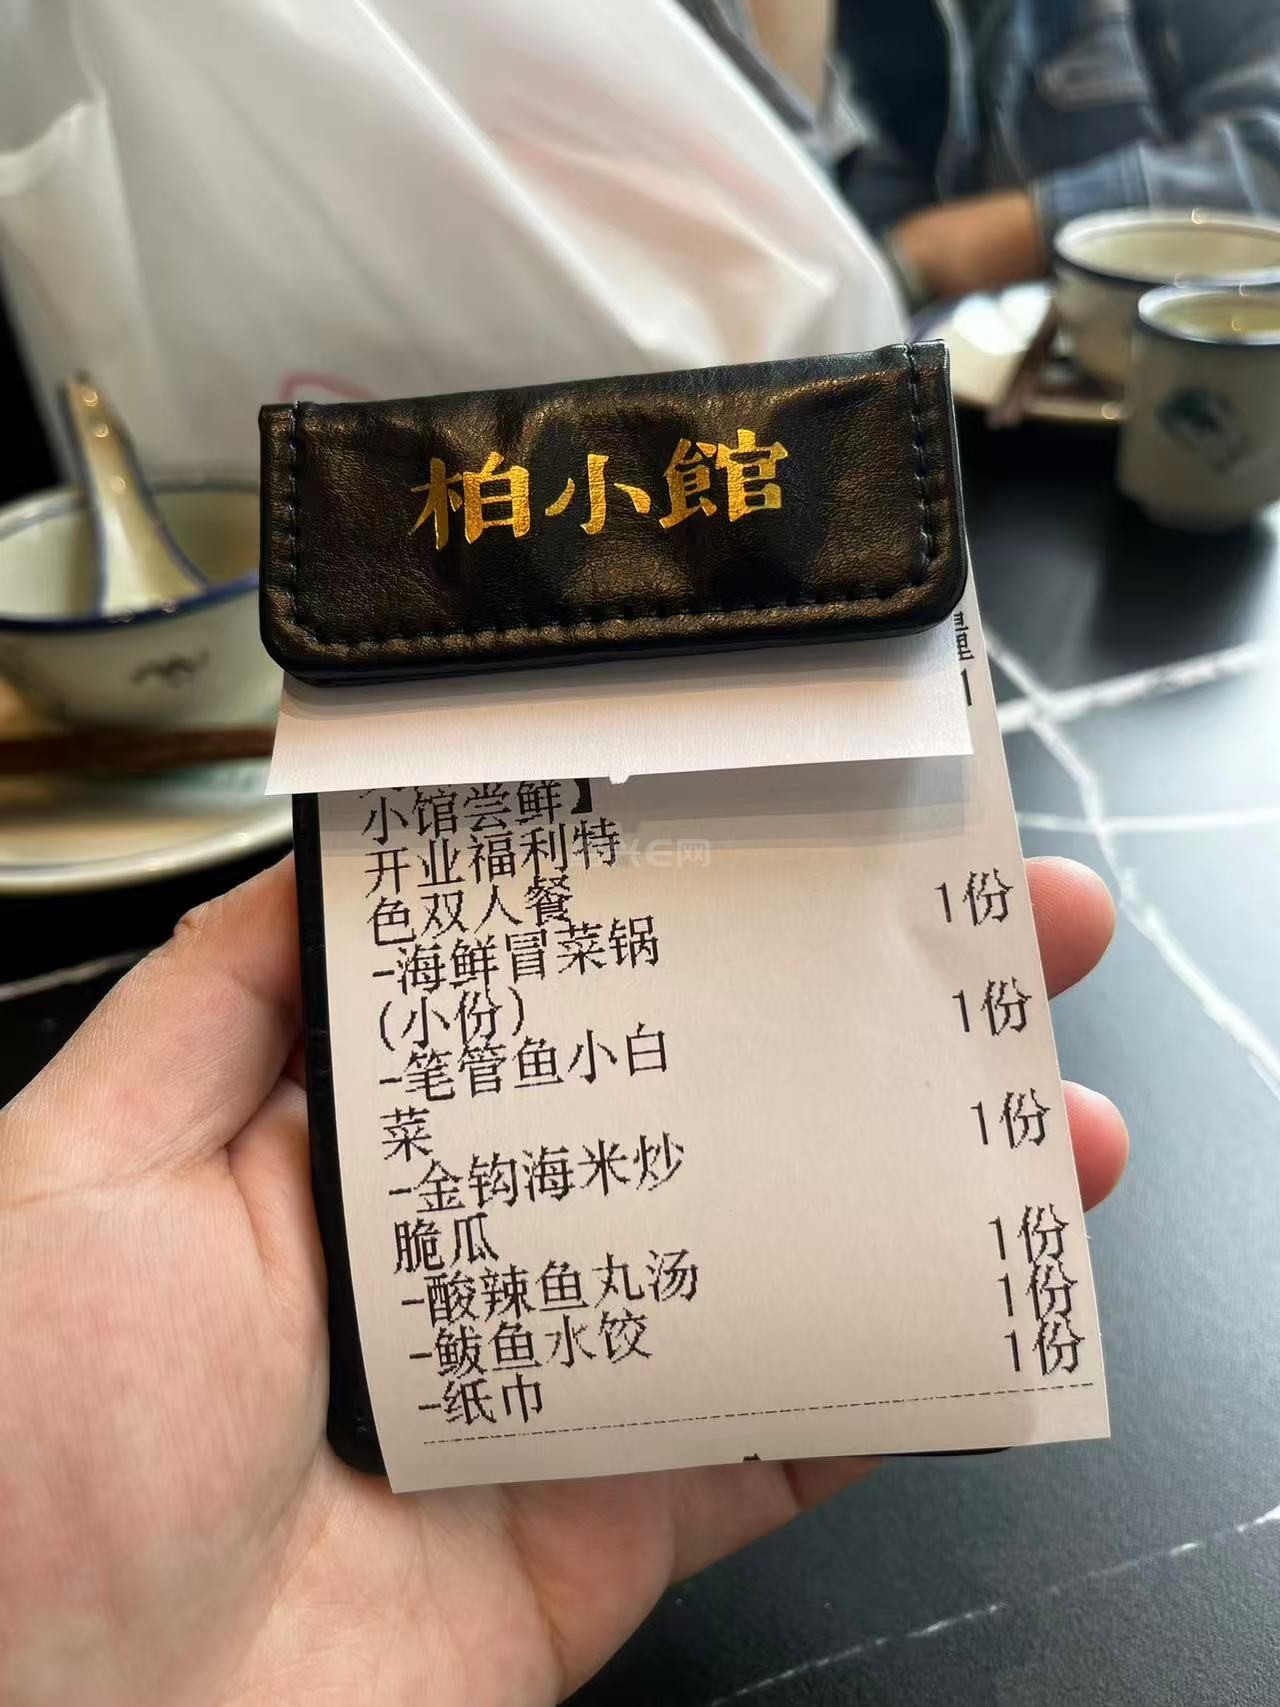 柏小館
量
1
小馆尝鲜】
开业福利特
色双人餐
-海鲜冒菜锅 1份
(小份)
-笔管鱼小白 1份
菜
-金钩海米炒 1份
脆瓜
-酸辣鱼丸汤 1份
-鲅鱼水饺 1份
-纸巾 1份